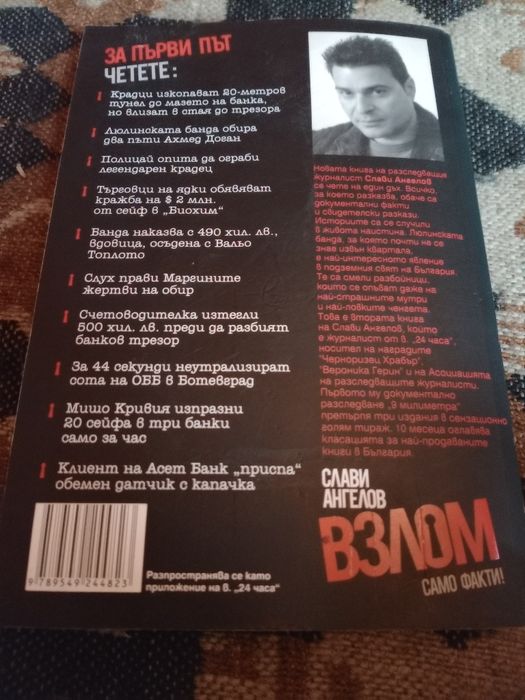 ЗА ПЪРВИ ПЪТ
ЧЕТЕТЕ:
Крадци изкопават 20-метров
тунел до мазето на банка,
но влизат в стая до трезора
Люлинската банда обира
два пъти Ахмед Доган
Полицай опита да ограби
легендарен крадец
Търговци на ядки обявяват
кражба на $ 2 млн.
от сейф в „Биохим“
Банда наказва с 490 хил. лв.,
вдовица, осъдена с Вальо
Топлото
Слух прави Маргините
жертви на обир
Счетоводителка изтегли
500 хил. лв. преди да разбият
банков трезор
За 44 секунди неутрализират
сота на ОББ в Ботевград
Мишо Кривия изпразни
20 сейфа в три банки
само за час
Клиент на Асет Банк „приспа“
обемен датчик с капачка
9789549244823
Разпространява се като
приложение на в. „24 часа“
Новата книга на разследващия
журналист Слави Ангелов
се чете на един дъх. Всичко,
за което разказва, обаче са
документални факти
и свидетелски разкази.
Историите са се случили
в живота наистина. Люлинската
банда, за която почти не се
знае извън квартала,
е най-интересното явление
в подземния свят на България.
Те са смели разбойници,
които се опъват даже на
най-страшните мутри
и най-ловките ченгета.
Това е втората книга
на Слави Ангелов, който
е журналист от в. „24 часа“,
носител на наградите
"Черноризец Храбър",
"Вероника Герин" и на Асоциацията
на разследващите журналисти.
Първото му документално
разследване „9 милиметра“
претърпя три издания в сензационно
голям тираж. 10 месеца оглавява
класацията за най-продаваните
книги в България.
СЛАВИ
АНГЕЛОВ
ВЗЛОМ
САМО ФАКТИ!